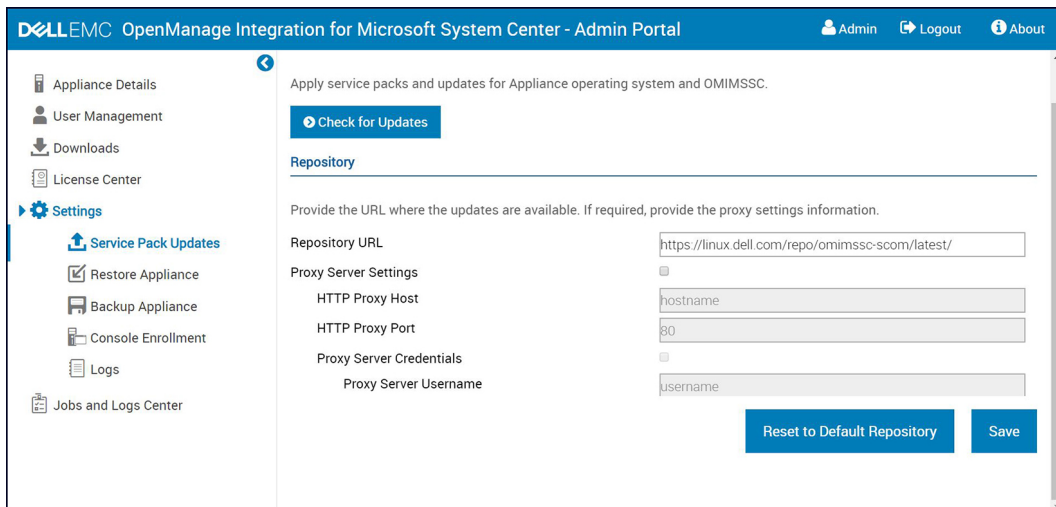 DELLEMC OpenManage Integration for Microsoft System Center - Admin Portal
Admin
Logout
About
Appliance Details
User Management
Downloads
License Center
Settings
Service Pack Updates
Restore Appliance
Backup Appliance
Console Enrollment
Logs
Jobs and Logs Center
Apply service packs and updates for Appliance operating system and OMIMSSC.
Check for Updates
Repository
Provide the URL where the updates are available. If required, provide the proxy settings information.
Repository URL https://linux.dell.com/repo/omimssc-scom/latest/
Proxy Server Settings
HTTP Proxy Host hostname
HTTP Proxy Port 80
Proxy Server Credentials
Proxy Server Username username
Reset to Default Repository Save